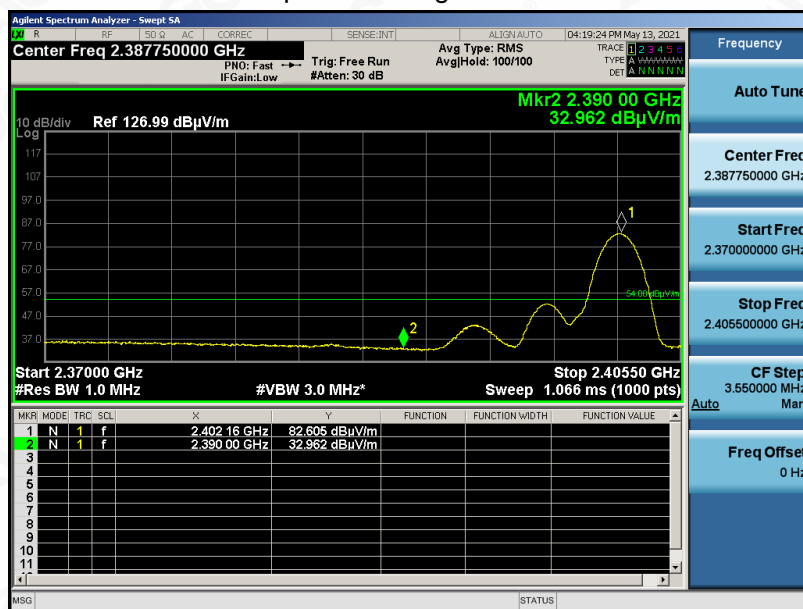 Agilent Spectrum Analyzer - Swept SA
LXI R RF 50 Ω AC CORREC SENSE:INT ALIGN AUTO 04:19:24 PM May 13, 2021
Center Freq 2.387750000 GHz
PNO: Fast
IFGain:Low
Trig: Free Run
#Atten: 30 dB
Avg Type: RMS
Avg|Hold: 100/100
TRACE 1 2 3 4 5 6
TYPE A WWWWW
DET A N N N N N
Mkr2 2.390 00 GHz
32.962 dBµV/m
10 dB/div Ref 126.99 dBµV/m
Log
117
107
97.0
87.0
77.0
67.0
57.0
47.0
37.0
1
54.00 dBµV/m
2
Start 2.37000 GHz Stop 2.40550 GHz
#Res BW 1.0 MHz #VBW 3.0 MHz* Sweep 1.066 ms (1000 pts)
MKR MODE TRC SCL X Y FUNCTION FUNCTION WIDTH FUNCTION VALUE
1 N 1 f 2.402 16 GHz 82.605 dBµV/m
2 N 1 f 2.390 00 GHz 32.962 dBµV/m
3
4
5
6
7
8
9
10
11
MSG STATUS
Frequency
Auto Tune
Center Freq
2.387750000 GHz
Start Freq
2.370000000 GHz
Stop Freq
2.405500000 GHz
CF Step
3.550000 MHz
Auto Man
Freq Offset
0 Hz